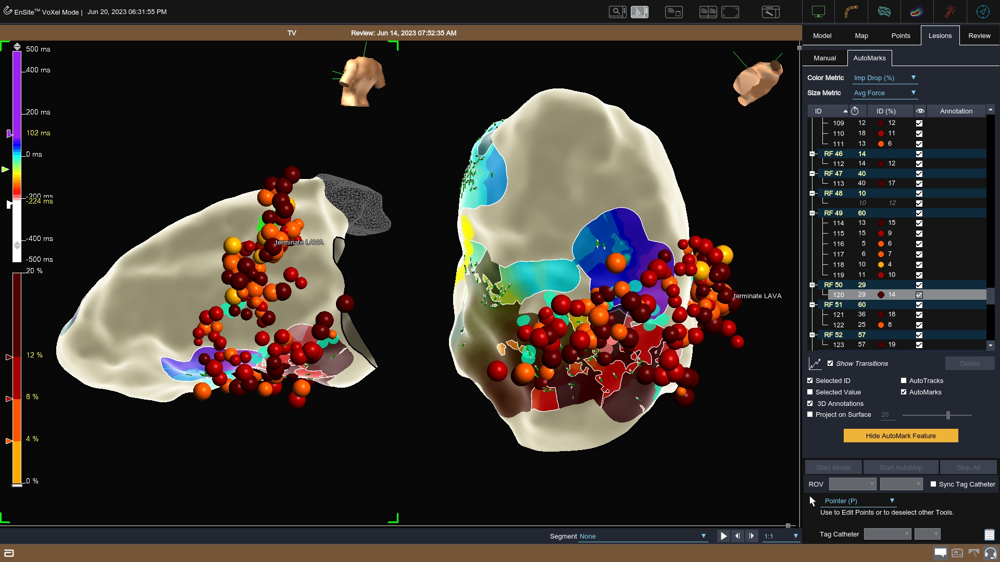 EnSite™ VoXel Mode | Jun 20, 2023 06:31:55 PM
TV Review: Jun 14, 2023 07:52:35 AM
500 ms
400 ms
200 ms
102 ms
0 ms
-200 ms
-224 ms
-400 ms
-500 ms
20 %
12 %
8 %
4 %
0 %
terminate LAVA
terminate LAVA
Model Map Points Lesions Review
Manual AutoMarks
Color Metric Imp Drop (%)
Size Metric Avg Force
ID ID (%) Annotation
109 12 12
110 18 11
111 13 6
RF 46 14
112 14 12
RF 47 40
113 40 17
RF 48 10
10 12
RF 49 60
114 13 15
115 15 9
116 5 6
117 6 7
118 10 4
119 11 10
RF 50 29
120 29 14
RF 51 60
121 36 18
122 25 8
RF 52 57
123 57 19
Show Transitions Delete
Selected ID AutoTracks
Selected Value AutoMarks
3D Annotations
Project on Surface 20
Hide AutoMark Feature
Start Model Start AutoMap Stop All
ROV Sync Tag Catheter
Pointer (P)
Use to Edit Points or to deselect other Tools.
Tag Catheter
Segment None 1:1